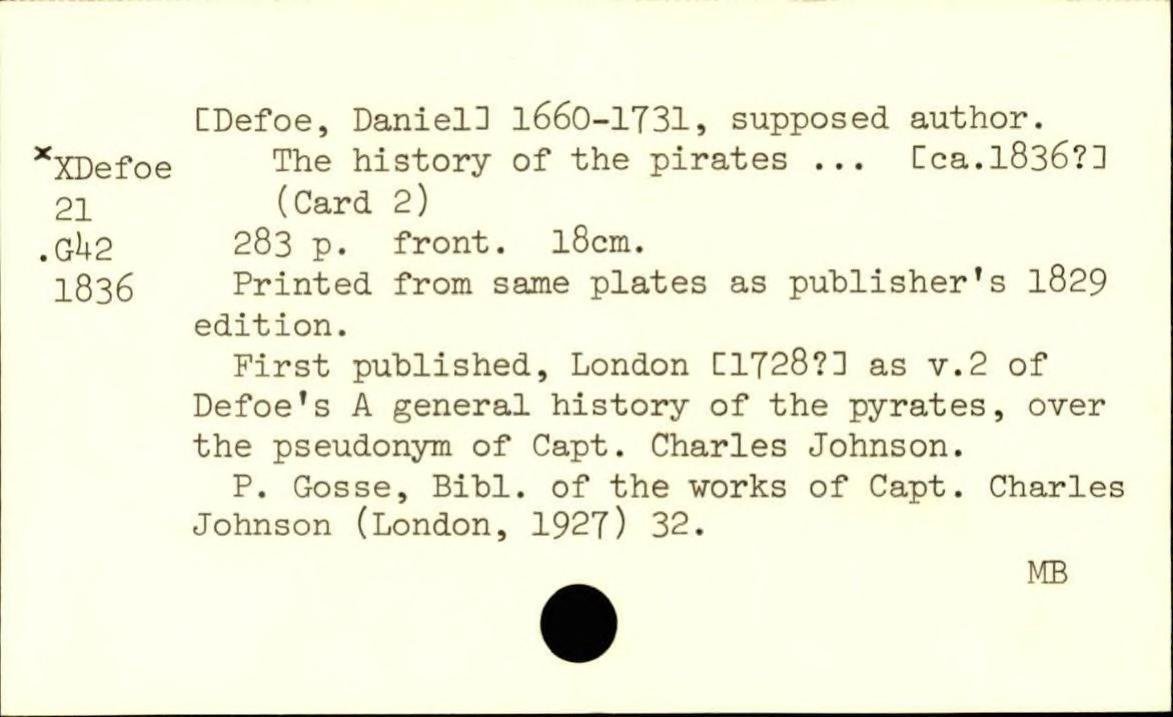 [Defoe, Daniel] 1660-1731, supposed author.
xXDefoe The history of the pirates ... [ca.1836?]
21 (Card 2)
.G42 283 p. front. 18cm.
1836 Printed from same plates as publisher's 1829
edition.
First published, London [1728?] as v.2 of
Defoe's A general history of the pyrates, over
the pseudonym of Capt. Charles Johnson.
P. Gosse, Bibl. of the works of Capt. Charles
Johnson (London, 1927) 32.
MB